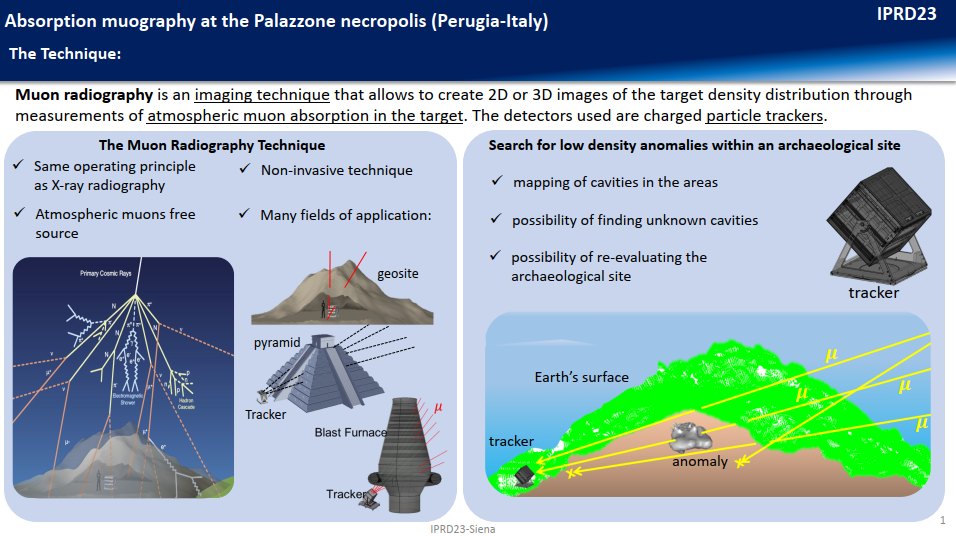 Absorption muography at the Palazzone necropolis (Perugia-Italy)
IPRD23
The Technique:
Muon radiography is an imaging technique that allows to create 2D or 3D images of the target density distribution through
measurements of atmospheric muon absorption in the target. The detectors used are charged particle trackers.
The Muon Radiography Technique
✓ Same operating principle
as X-ray radiography
✓ Non-invasive technique
✓ Atmospheric muons free
source
✓ Many fields of application:
Primary Cosmic Rays
N
N
N
N
Electromagnetic
Shower
Hadron
Cascade
geosite
pyramid
Tracker
μ
Blast Furnace
Tracker
Search for low density anomalies within an archaeological site
✓ mapping of cavities in the areas
✓ possibility of finding unknown cavities
✓ possibility of re-evaluating the
archaeological site
tracker
Earth's surface
μ
μ
μ
tracker
anomaly
IPRD23-Siena
1